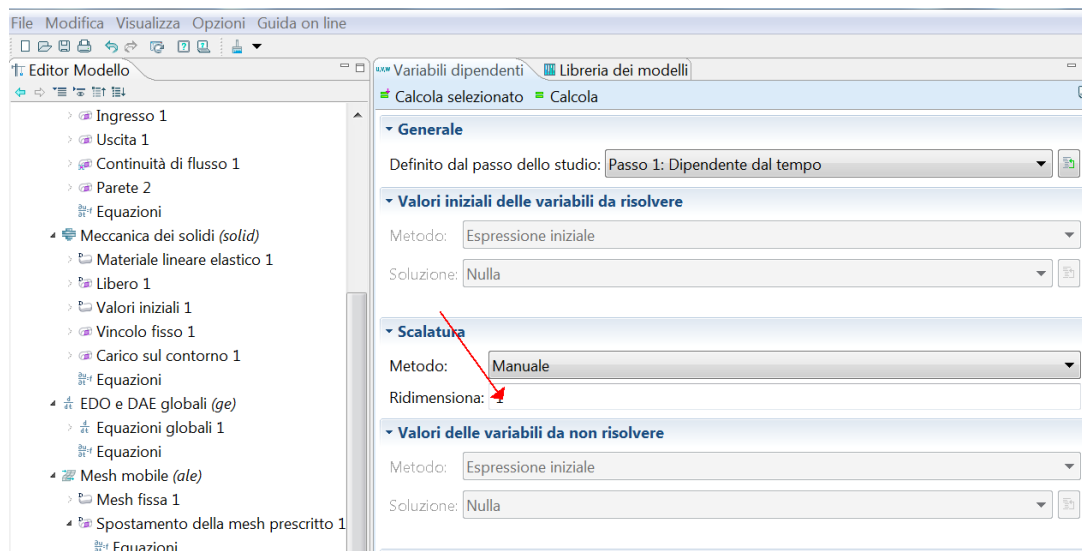 File Modifica Visualizza Opzioni Guida on line
Editor Modello
Ingresso 1
Uscita 1
Continuità di flusso 1
Parete 2
Equazioni
Meccanica dei solidi (solid)
Materiale lineare elastico 1
Libero 1
Valori iniziali 1
Vincolo fisso 1
Carico sul contorno 1
Equazioni
EDO e DAE globali (ge)
Equazioni globali 1
Equazioni
Mesh mobile (ale)
Mesh fissa 1
Spostamento della mesh prescritto 1
Equazioni
Variabili dipendenti Libreria dei modelli
Calcola selezionato = Calcola
Generale
Definito dal passo dello studio: Passo 1: Dipendente dal tempo
Valori iniziali delle variabili da risolvere
Metodo: Espressione iniziale
Soluzione: Nulla
Scalatura
Metodo: Manuale
Ridimensiona: 1
Valori delle variabili da non risolvere
Metodo: Espressione iniziale
Soluzione: Nulla